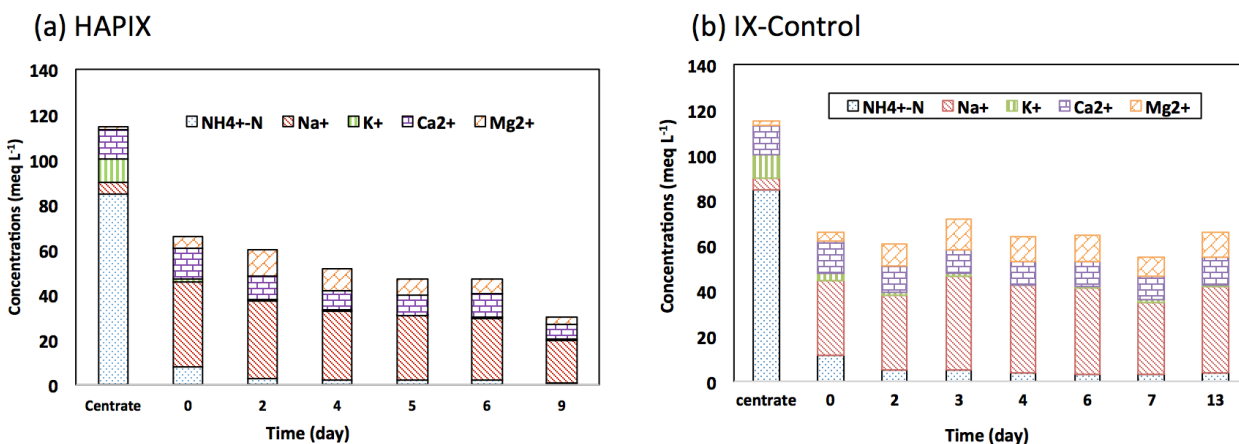 (a) HAPIX
140
120
100
80
60
40
20
0
Concentrations (meq L-1)
NH4+-N Na+ K+ Ca2+ Mg2+
Centrate 0 2 4 5 6 9
Time (day)
(b) IX-Control
140
120
100
80
60
40
20
0
Concentrations (meq L-1)
NH4+-N Na+ K+ Ca2+ Mg2+
centrate 0 2 3 4 6 7 13
Time (day)